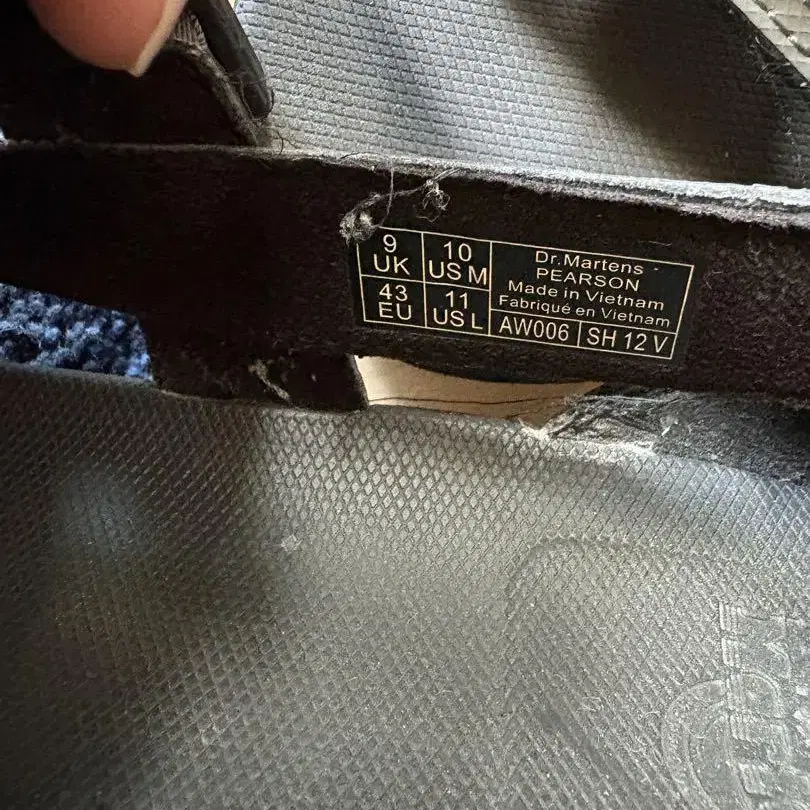 9
UK
10
US M
43
EU
11
US L
Dr.Martens
PEARSON
Made in Vietnam
Fabriqué en Vietnam
AW006
SH 12 V